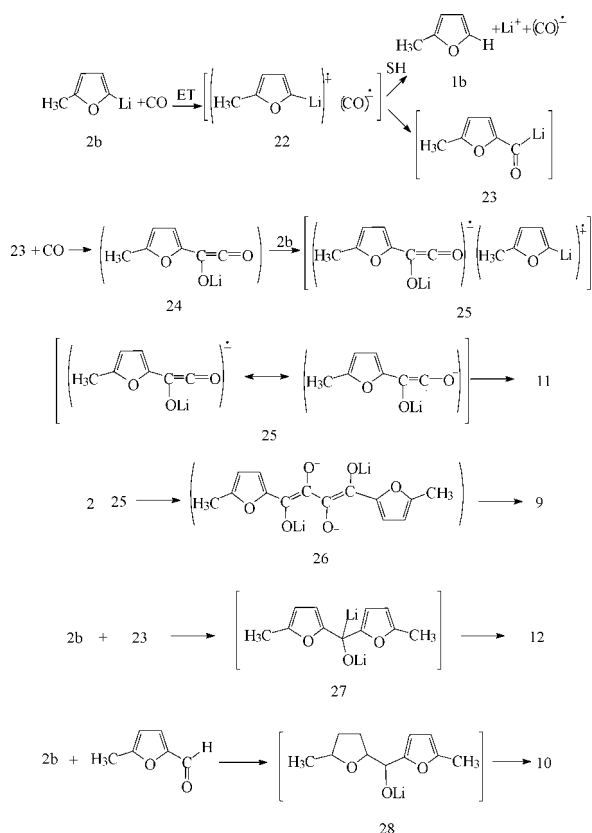 H3C O H +Li+ +(CO)•−
SH
1b
H3C O Li +CO ET H3C O Li •+ (CO)•−
2b 22
H3C O C Li O
23
23 + CO H3C O C=C=O OLi 2b H3C O C=C=O OLi •− H3C O Li •+
24 25
H3C O C=C=O OLi •− H3C O C=C-O− OLi 11
25
2 25 H3C O C C O− C O− C OLi OLi O CH3 9
26
2b + 23 H3C O C Li OLi O CH3 12
27
2b + H3C O C H O H3C O OLi O CH3 10
28